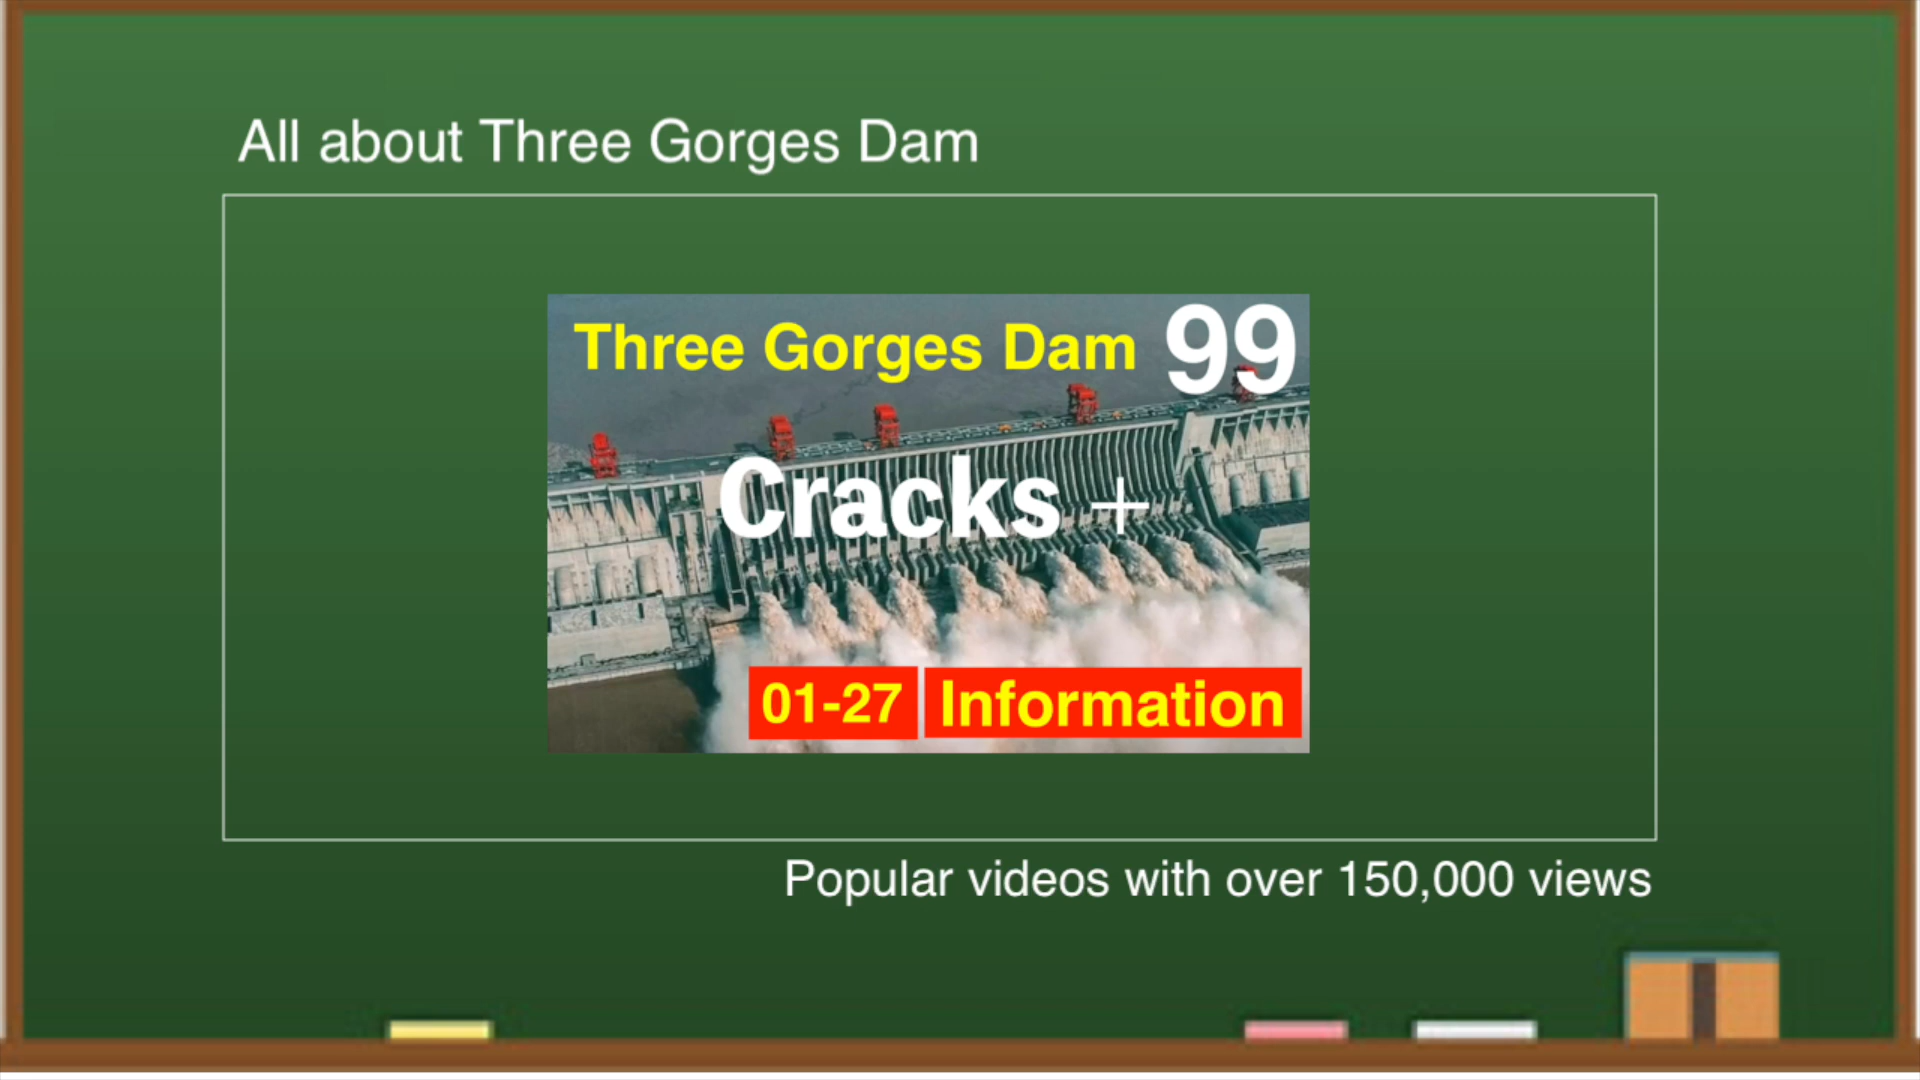 All about Three Gorges Dam
Three Gorges Dam 99
Cracks +
01-27 Information
Popular videos with over 150,000 views